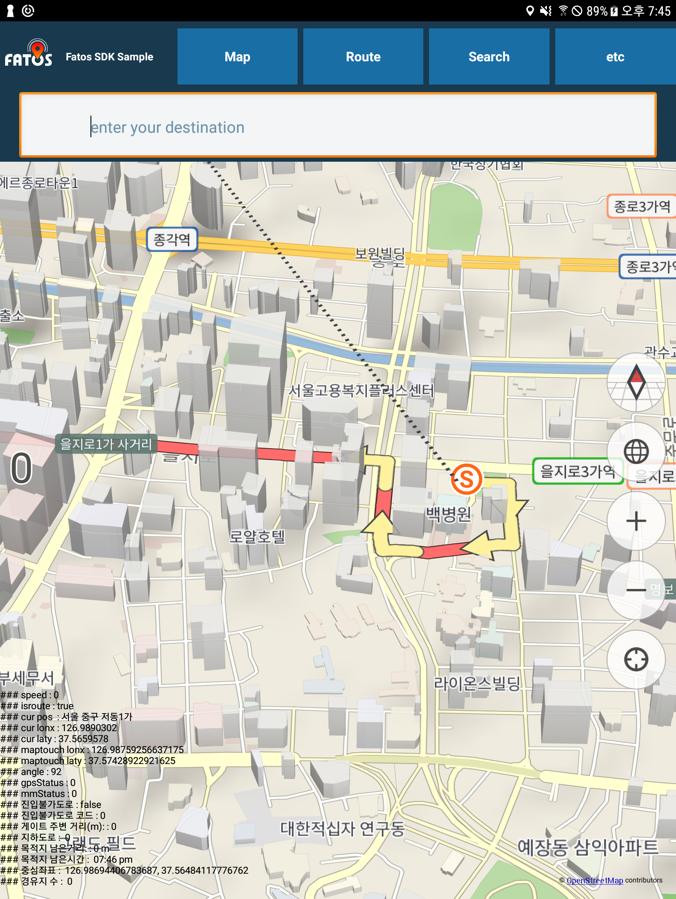 89% 오후 7:45
FATOS
Fatos SDK Sample
Map
Route
Search
etc
enter your destination
한국장기협회
에르종로타운1
종로3가역
종각역
보원빌딩
종로3가역
출소
관수교
서울고용복지플러스센터
을지로1가 사거리
을지로3가역
0
S
백병원
로얄호텔
명보
부세무서
라이온스빌딩
### speed : 0
### isroute : true
### cur pos : 서울 중구 저동1가
### cur lonx : 126.9890302
### cur laty : 37.5659578
### maptouch lonx : 126.98759256637175
### maptouch laty : 37.57428922921625
### angle : 92
### gpsStatus : 0
### mmStatus : 0
### 진입불가도로 : false
### 진입불가도로 코드 : 0
### 게이트 주변 거리(m): : 0
### 지하도로 : 0
### 목적지 남은거리: : 0 m
### 목적지 남은시간 : 07:46 pm
### 중심좌표 : 126.98694406783687, 37.56484117776762
### 경유지 수 : 0
대한적십자 연구동
예장동 삼익아파트
© OpenStreetMap contributors